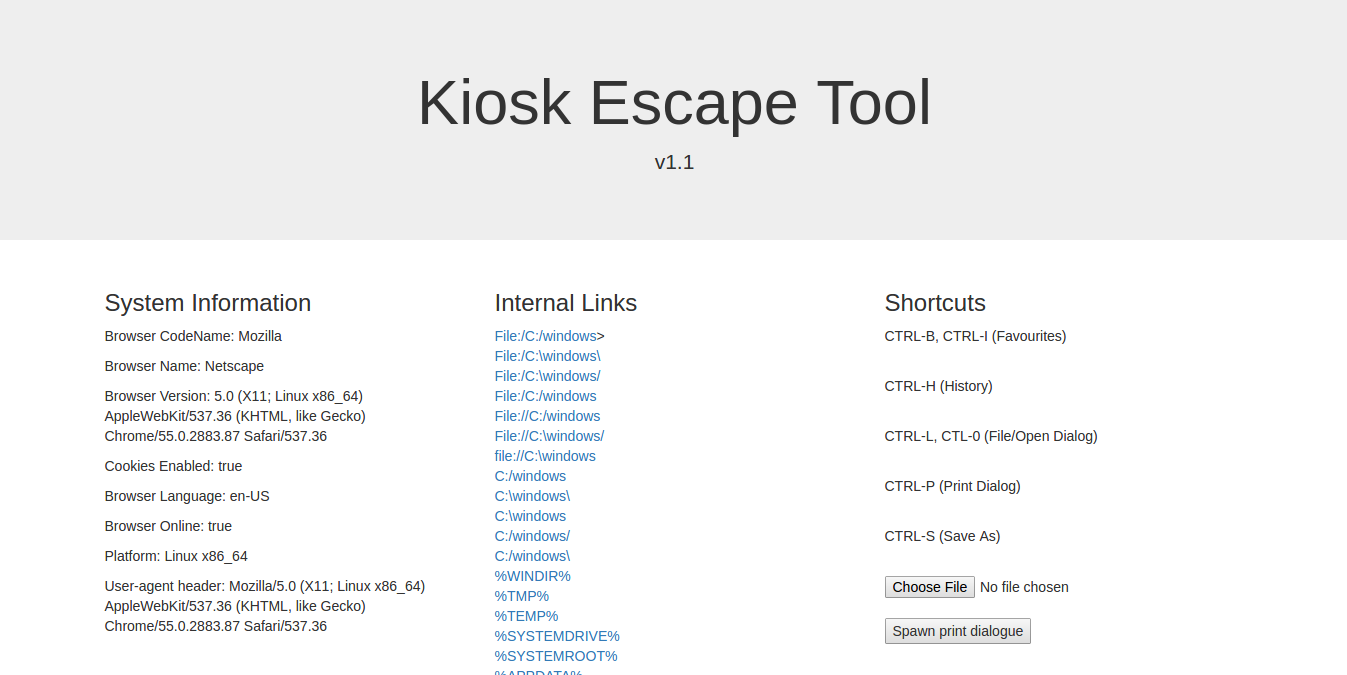 Kiosk Escape Tool
v1.1
System Information
Browser CodeName: Mozilla
Browser Name: Netscape
Browser Version: 5.0 (X11; Linux x86_64)
AppleWebKit/537.36 (KHTML, like Gecko)
Chrome/55.0.2883.87 Safari/537.36
Cookies Enabled: true
Browser Language: en-US
Browser Online: true
Platform: Linux x86_64
User-agent header: Mozilla/5.0 (X11; Linux x86_64)
AppleWebKit/537.36 (KHTML, like Gecko)
Chrome/55.0.2883.87 Safari/537.36
Internal Links
File:/C:/windows>
File:/C:\windows\
File:/C:\windows/
File:/C:/windows
File://C:/windows
File://C:\windows/
file://C:\windows
C:/windows
C:\windows\
C:\windows
C:/windows/
C:/windows\
%WINDIR%
%TMP%
%TEMP%
%SYSTEMDRIVE%
%SYSTEMROOT%
%APPDATA%
Shortcuts
CTRL-B, CTRL-I (Favourites)
CTRL-H (History)
CTRL-L, CTL-0 (File/Open Dialog)
CTRL-P (Print Dialog)
CTRL-S (Save As)
Choose File No file chosen
Spawn print dialogue